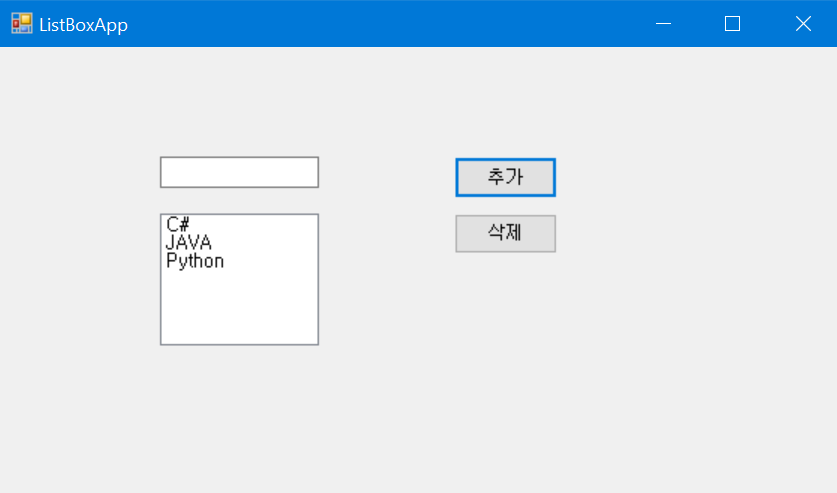 ListBoxApp
추가
C#
JAVA
Python
삭제